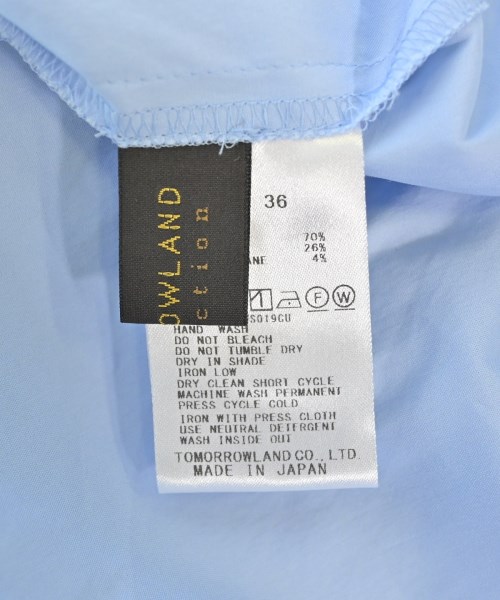 OWLAND
ction
36
70%
26%
ANE 4%
F W
S019CU
HAND WASH
DO NOT BLEACH
DO NOT TUMBLE DRY
DRY IN SHADE
IRON LOW
DRY CLEAN SHORT CYCLE
MACHINE WASH PERMANENT
PRESS CYCLE COLD
IRON WITH PRESS CLOTH
USE NEUTRAL DETERGENT
WASH INSIDE OUT
TOMORROWLAND CO., LTD.
MADE IN JAPAN